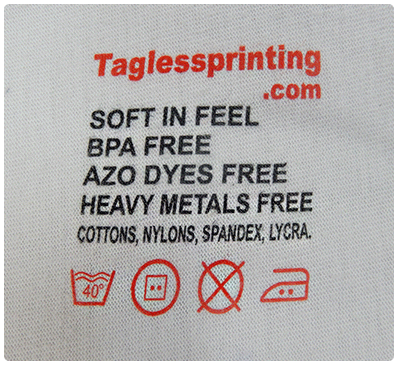 Taglessprinting
.com
SOFT IN FEEL
BPA FREE
AZO DYES FREE
HEAVY METALS FREE
COTTONS, NYLONS, SPANDEX, LYCRA.
40°